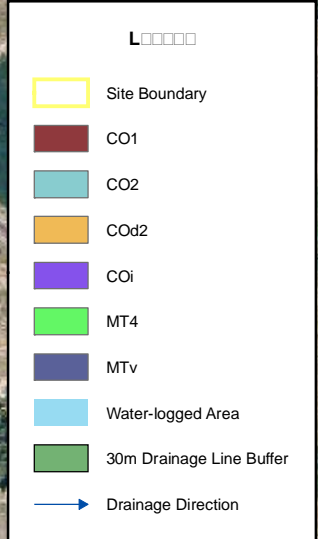 L□□□□□
Site Boundary
CO1
CO2
COd2
COi
MT4
MTv
Water-logged Area
30m Drainage Line Buffer
Drainage Direction